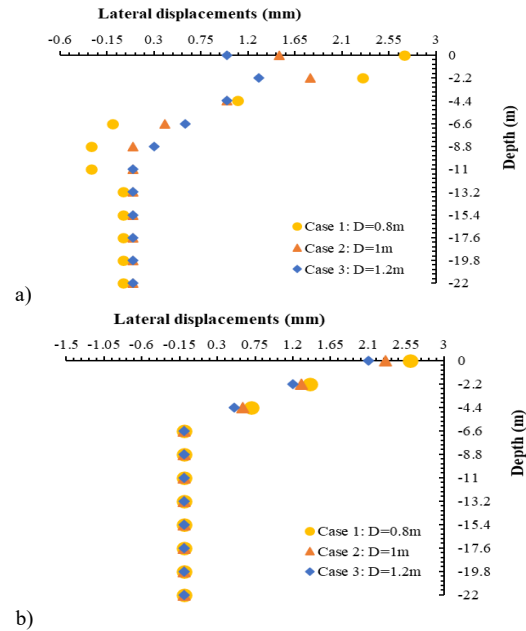 Lateral displacements (mm)
-0.6 -0.15 0.3 0.75 1.2 1.65 2.1 2.55 3
0
-2.2
-4.4
-6.6
-8.8
-11
-13.2
-15.4
-17.6
-19.8
-22
Depth (m)
Case 1: D=0.8m
Case 2: D=1m
Case 3: D=1.2m
a)
Lateral displacements (mm)
-1.5 -1.05 -0.6 -0.15 0.3 0.75 1.2 1.65 2.1 2.55 3
0
-2.2
-4.4
-6.6
-8.8
-11
-13.2
-15.4
-17.6
-19.8
-22
Depth (m)
Case 1: D=0.8m
Case 2: D=1m
Case 3: D=1.2m
b)